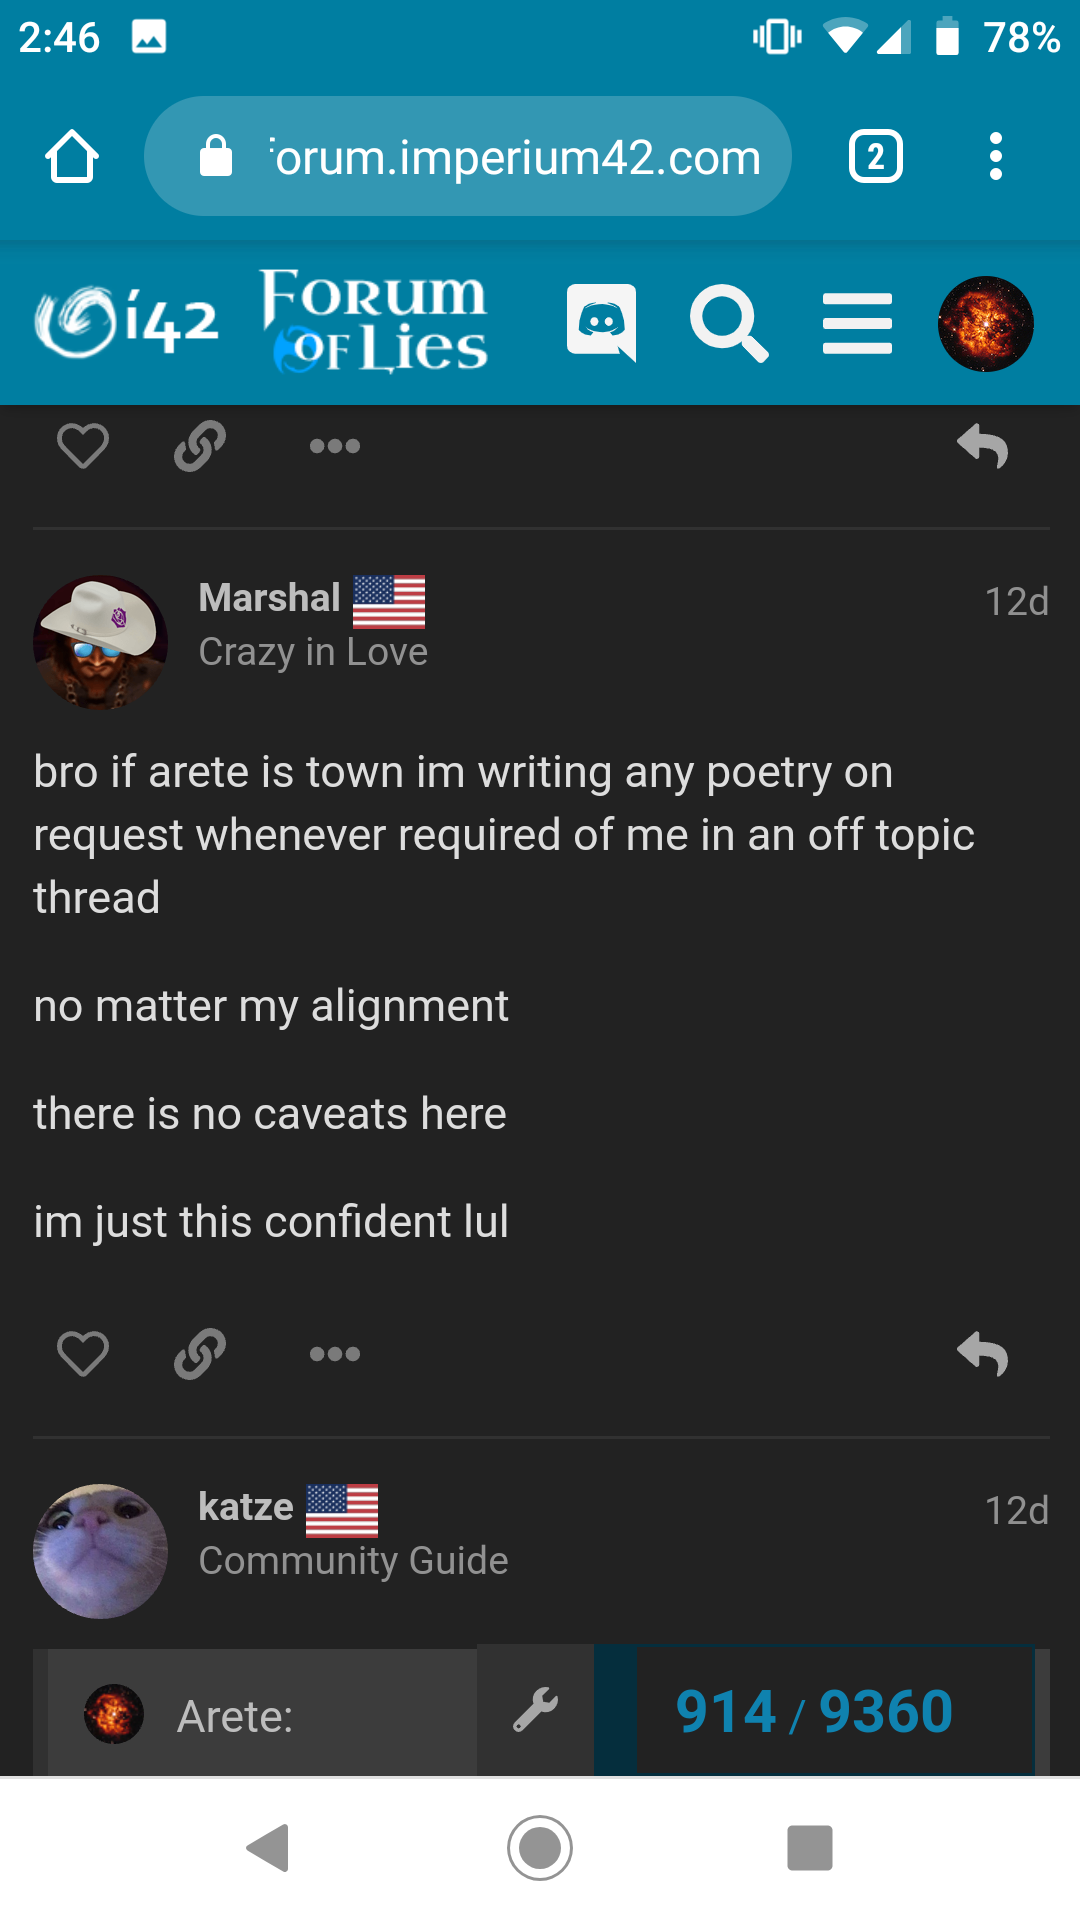 2:46
78%
forum.imperium42.com
2
i42
FORUM
OF LIES
Marshal
12d
Crazy in Love
bro if arete is town im writing any poetry on
request whenever required of me in an off topic
thread
no matter my alignment
there is no caveats here
im just this confident lul
katze
12d
Community Guide
Arete:
914 / 9360